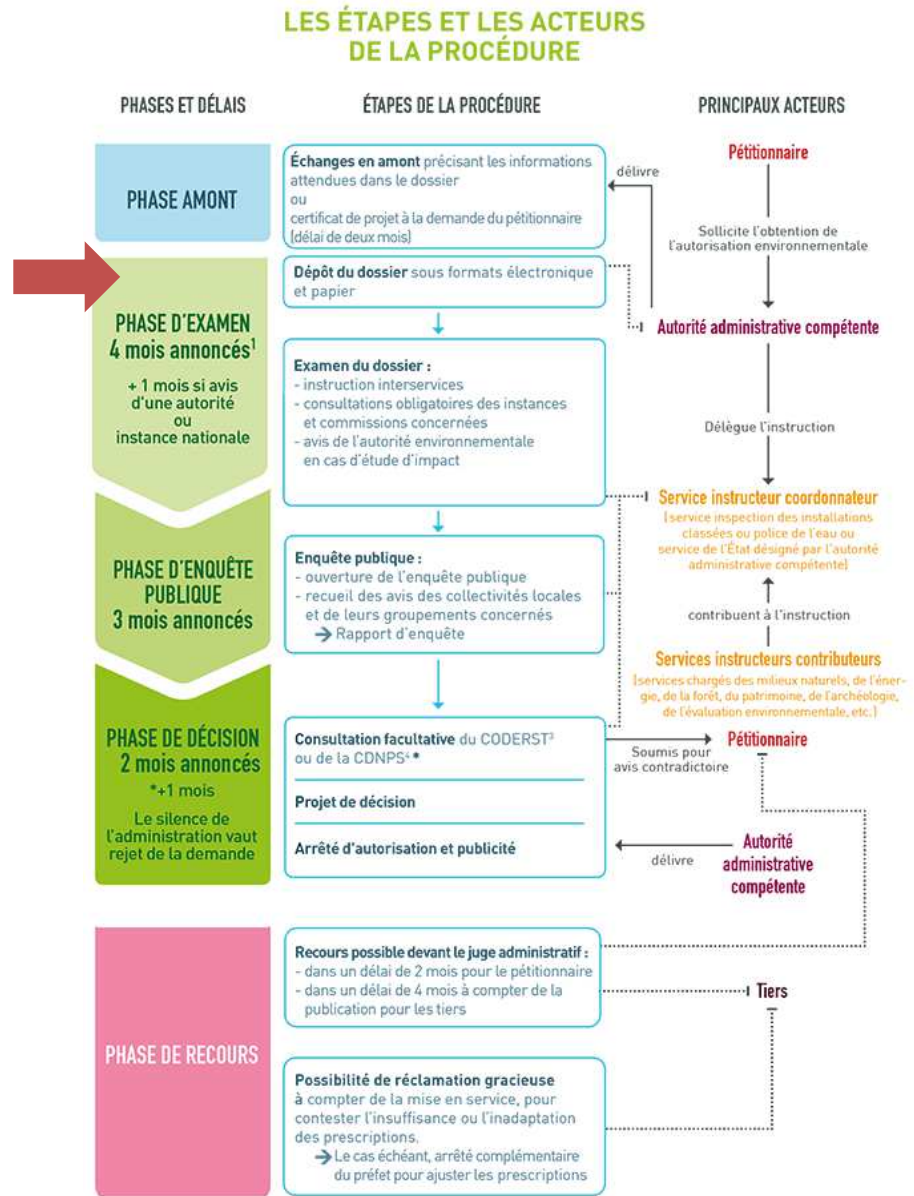 LES ÉTAPES ET LES ACTEURS
DE LA PROCÉDURE
PHASES ET DÉLAIS
ÉTAPES DE LA PROCÉDURE
PRINCIPAUX ACTEURS
PHASE AMONT
Échanges en amont précisant les informations
attendues dans le dossier
ou
certificat de projet à la demande du pétitionnaire
(délai de deux mois)
délivre
Pétitionnaire
Sollicite l'obtention de
l'autorisation environnementale
PHASE D'EXAMEN
4 mois annoncés¹
+ 1 mois si avis
d'une autorité
ou
instance nationale
Dépôt du dossier sous formats électronique
et papier
Autorité administrative compétente
Examen du dossier :
- instruction interservices
- consultations obligatoires des instances
et commissions concernées
- avis de l'autorité environnementale
en cas d'étude d'impact
Délègue l'instruction
Service instructeur coordonnateur
(service inspection des installations
classées ou police de l'eau ou
service de l'État désigné par l'autorité
administrative compétente)
PHASE D'ENQUÊTE
PUBLIQUE
3 mois annoncés
Enquête publique :
- ouverture de l'enquête publique
- recueil des avis des collectivités locales
et de leurs groupements concernés
→ Rapport d'enquête
contribuent à l'instruction
Services instructeurs contributeurs
(services chargés des milieux naturels, de l'éner-
gie, de la forêt, du patrimoine, de l'archéologie,
de l'évaluation environnementale, etc.)
PHASE DE DÉCISION
2 mois annoncés
*+1 mois
Le silence de
l'administration vaut
rejet de la demande
Consultation facultative du CODERST³
ou de la CDNPS⁴ *
Projet de décision
Arrêté d'autorisation et publicité
Soumis pour
avis contradictoire
Pétitionnaire
délivre
Autorité
administrative
compétente
PHASE DE RECOURS
Recours possible devant le juge administratif :
- dans un délai de 2 mois pour le pétitionnaire
- dans un délai de 4 mois à compter de la
publication pour les tiers
Tiers
Possibilité de réclamation gracieuse
à compter de la mise en service, pour
contester l'insuffisance ou l'inadaptation
des prescriptions.
→ Le cas échéant, arrêté complémentaire
du préfet pour ajuster les prescriptions